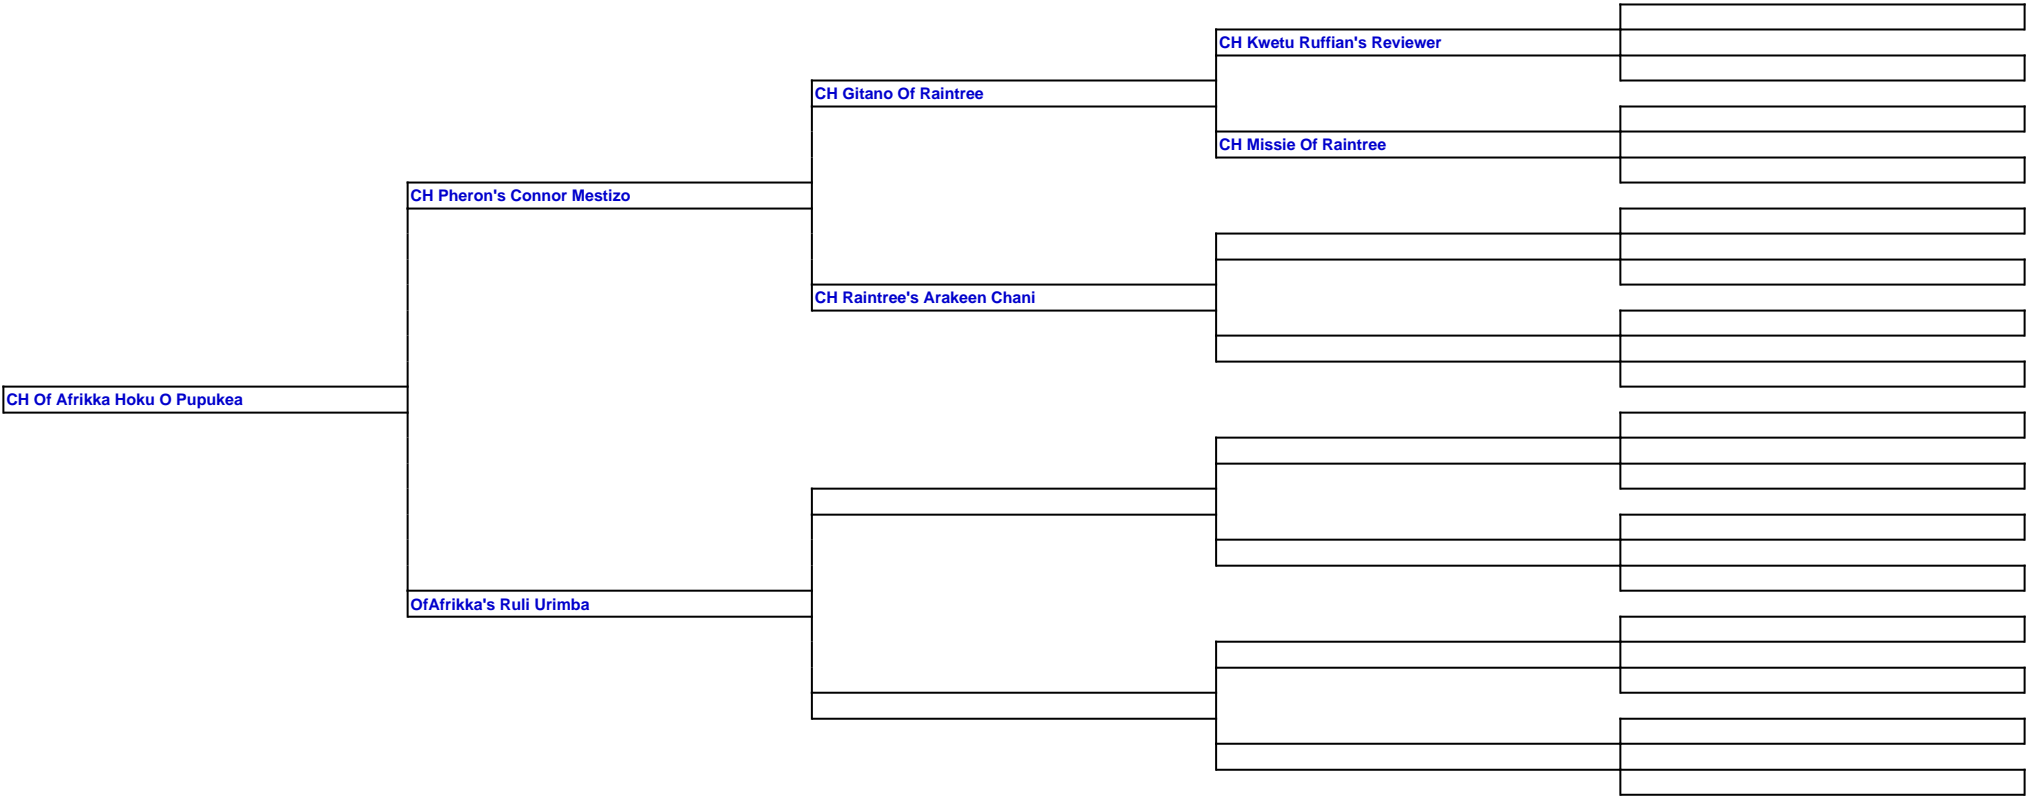 CH Kwetu Ruffian's Reviewer
CH Gitano Of Raintree
CH Missie Of Raintree
CH Pheron's Connor Mestizo
CH Raintree's Arakeen Chani
CH Of Afrikka Hoku O Pupukea
OfAfrikka's Ruli Urimba